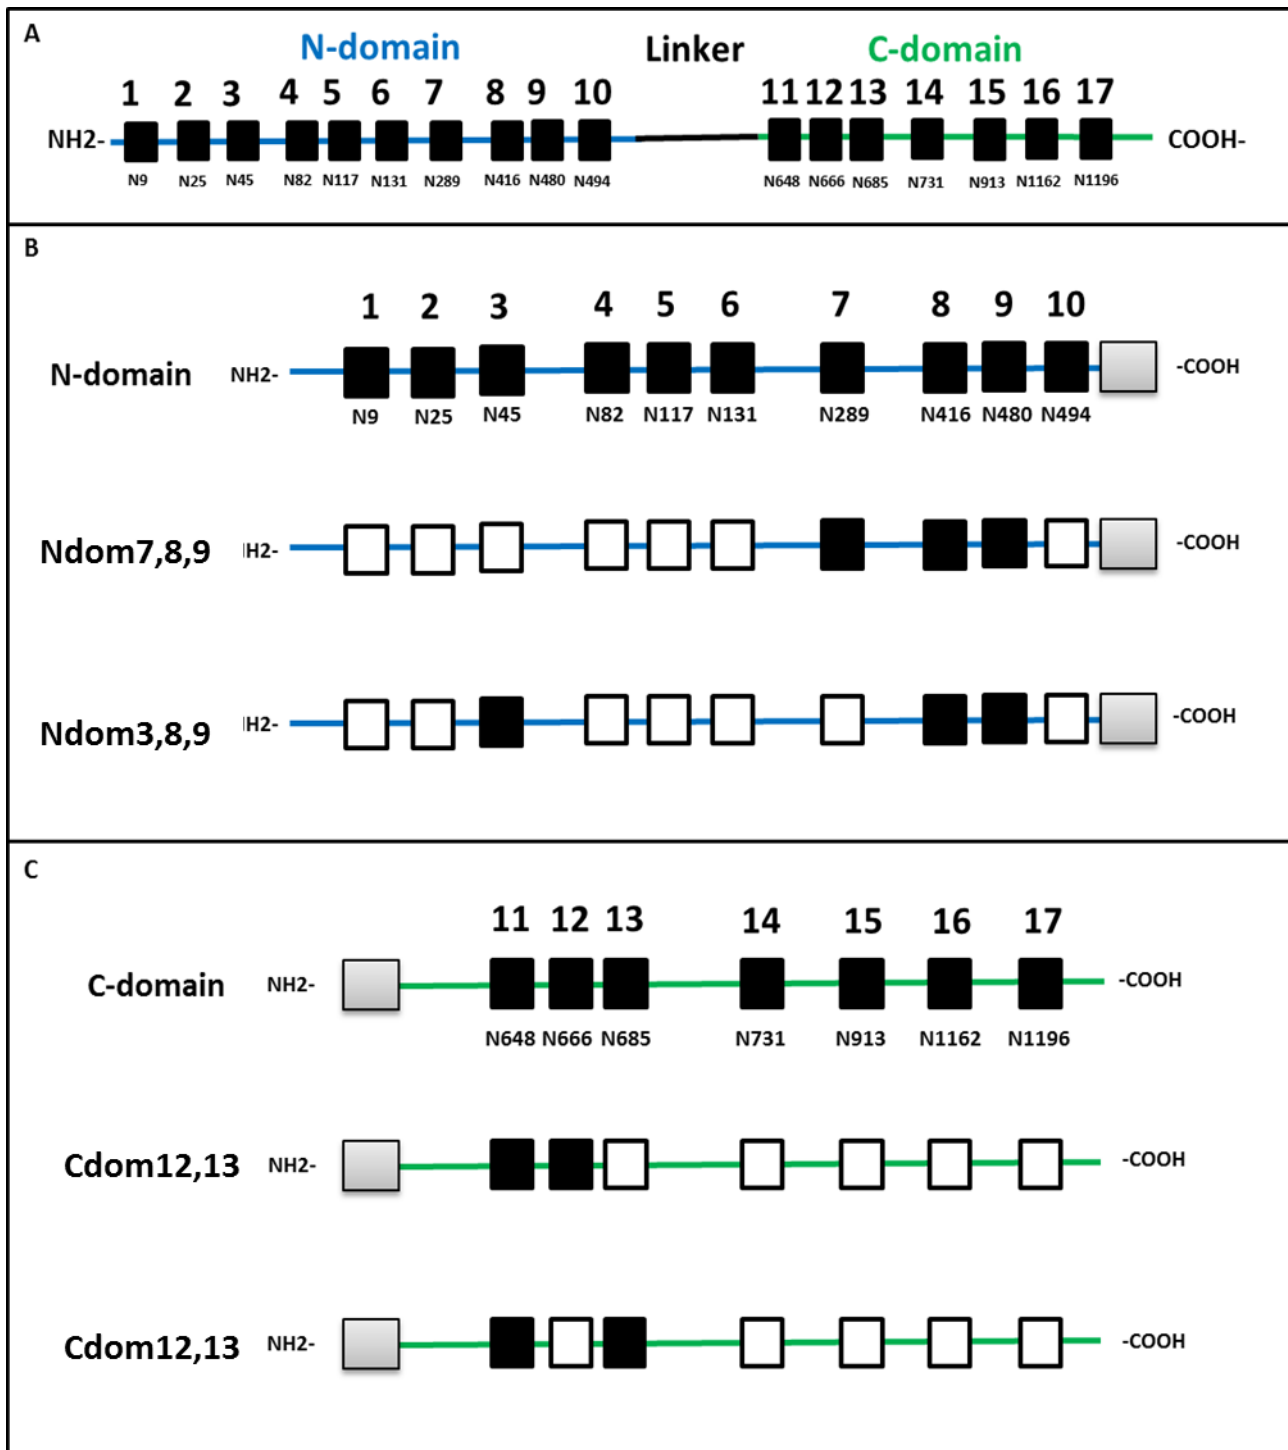 A
N-domain Linker C-domain
1 2 3 4 5 6 7 8 9 10 11 12 13 14 15 16 17
NH2- COOH-
N9 N25 N45 N82 N117 N131 N289 N416 N480 N494 N648 N666 N685 N731 N913 N1162 N1196
B
1 2 3 4 5 6 7 8 9 10
N-domain NH2- -COOH
N9 N25 N45 N82 N117 N131 N289 N416 N480 N494
Ndom7,8,9 IH2- -COOH
Ndom3,8,9 IH2- -COOH
C
11 12 13 14 15 16 17
C-domain NH2- -COOH
N648 N666 N685 N731 N913 N1162 N1196
Cdom12,13 NH2- -COOH
Cdom12,13 NH2- -COOH